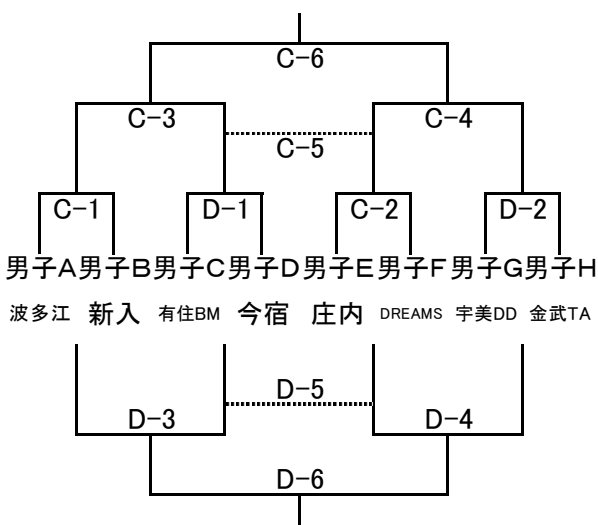 C-6
C-3 C-4
C-5
C-1 D-1 C-2 D-2
男子A男子B男子C男子D男子E男子F男子G男子H
波多江 新入 有住BM 今宿 庄内 DREAMS 宇美DD 金武TA
D-5
D-3 D-4
D-6